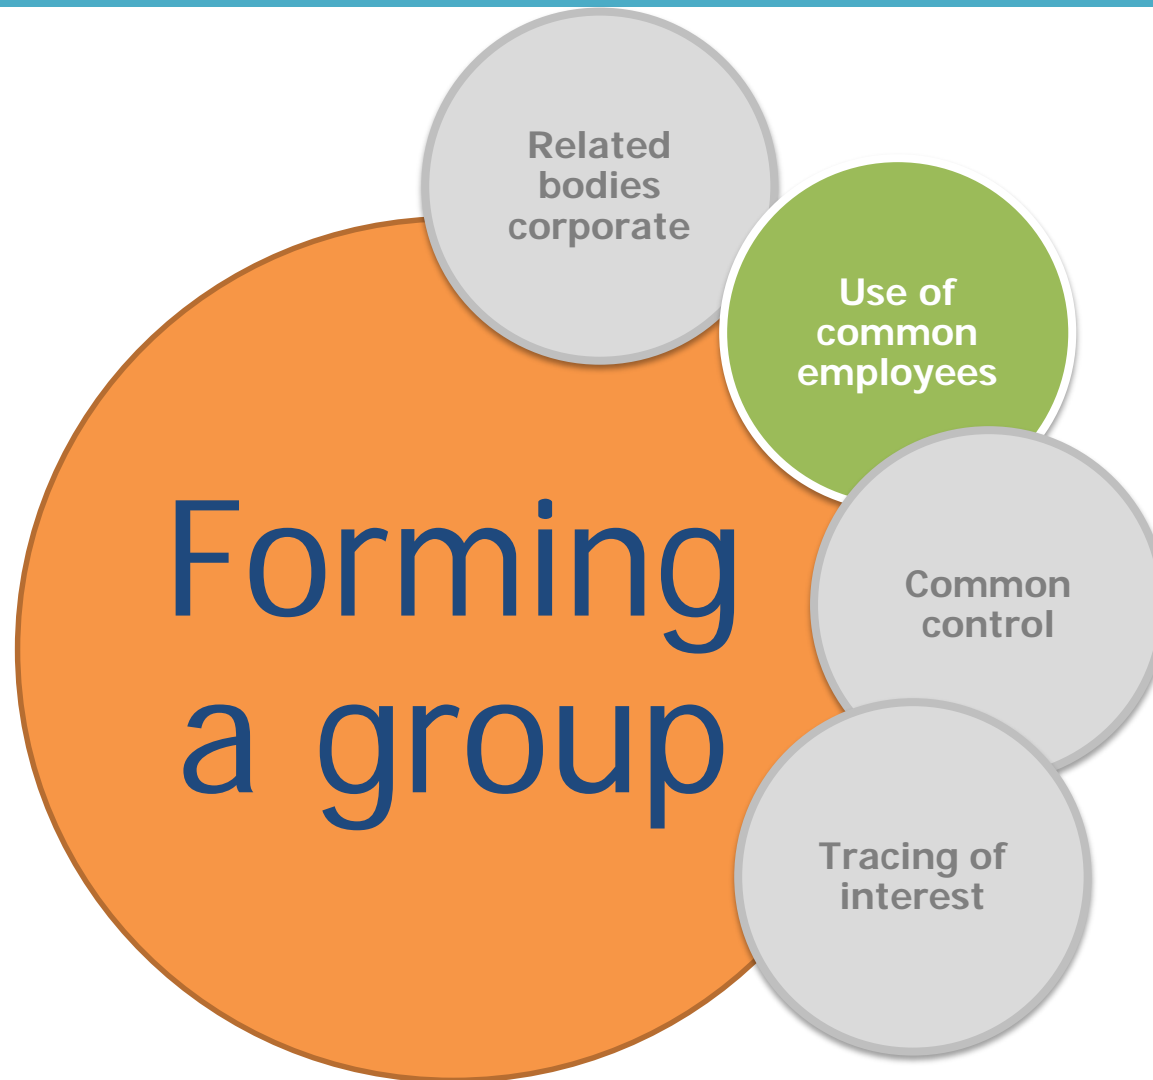 Related
bodies
corporate
Use of
common
employees
Forming
a group
Common
control
Tracing of
interest